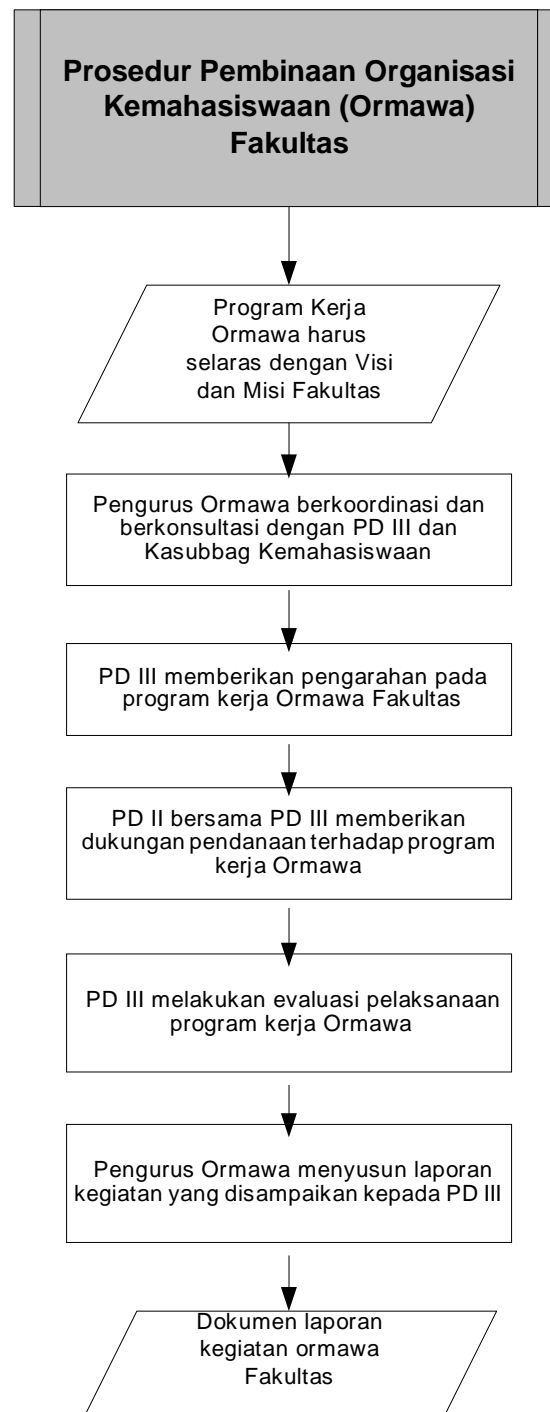 Prosedur Pembinaan Organisasi
Kemahasiswaan (Ormawa)
Fakultas
Program Kerja
Ormawa harus
selaras dengan Visi
dan Misi Fakultas
Pengurus Ormawa berkoordinasi dan
berkonsultasi dengan PD III dan
Kasubbag Kemahasiswaan
PD III memberikan pengarahan pada
program kerja Ormawa Fakultas
PD II bersama PD III memberikan
dukungan pendanaan terhadap program
kerja Ormawa
PD III melakukan evaluasi pelaksanaan
program kerja Ormawa
Pengurus Ormawa menyusun laporan
kegiatan yang disampaikan kepada PD III
Dokumen laporan
kegiatan ormawa
Fakultas